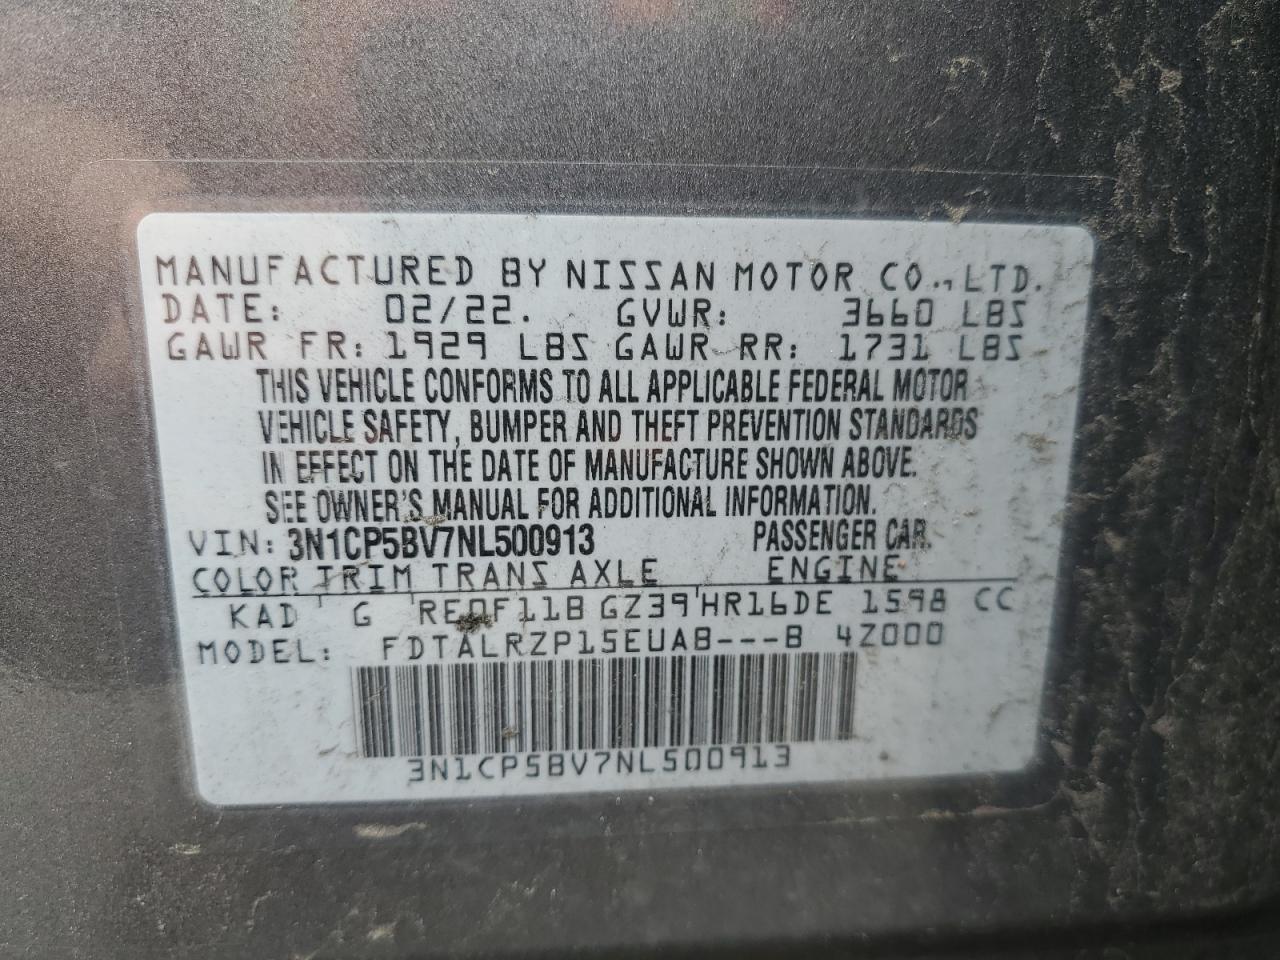 MANUFACTURED BY NISSAN MOTOR CO., LTD.
DATE: 02/22. GVWR: 3660 LBS
GAWR FR: 1929 LBS GAWR RR: 1731 LBS
THIS VEHICLE CONFORMS TO ALL APPLICABLE FEDERAL MOTOR
VEHICLE SAFETY, BUMPER AND THEFT PREVENTION STANDARDS
IN EFFECT ON THE DATE OF MANUFACTURE SHOWN ABOVE.
SEE OWNER'S MANUAL FOR ADDITIONAL INFORMATION.
VIN: 3N1CP5BV7NL500913 PASSENGER CAR.
COLOR TRIM TRANS AXLE ENGINE
KAD G RE0F11B GZ39 HR16DE 1598 CC
MODEL: FDTALRZP15EUAB---B 4Z000
3N1CP5BV7NL500913